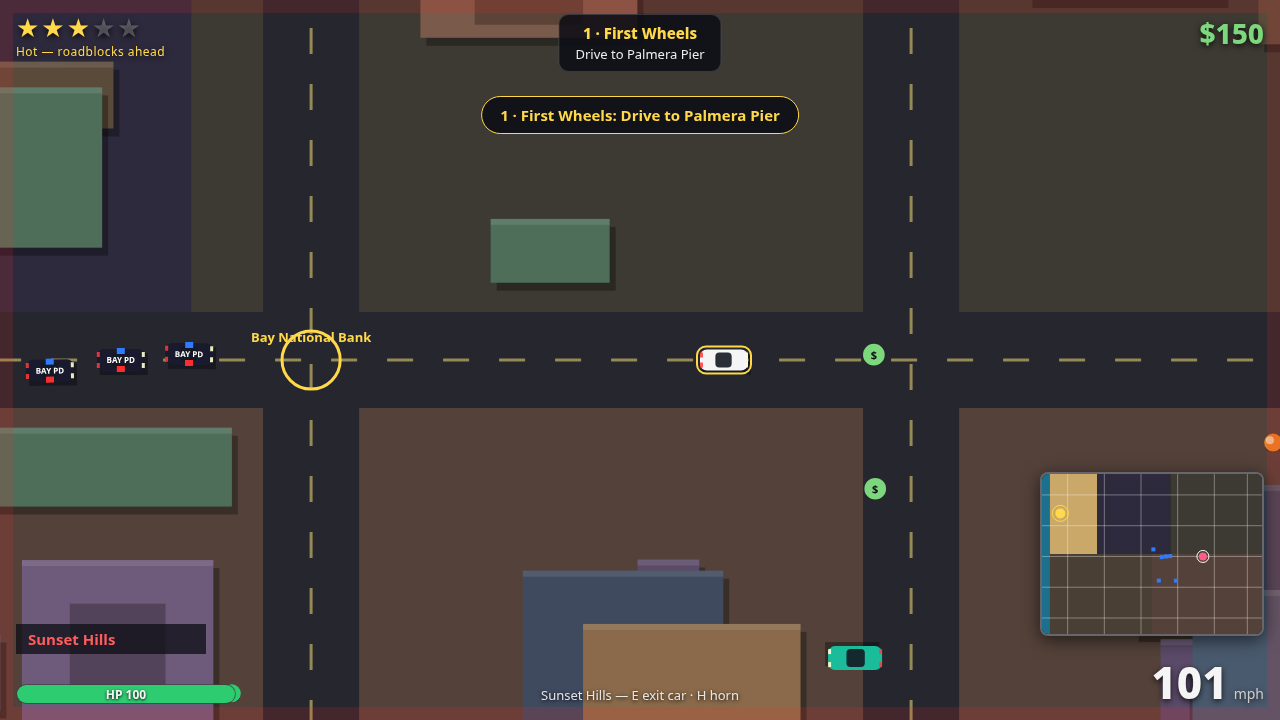 ★★★★★
Hot — roadblocks ahead
1 · First Wheels
Drive to Palmera Pier
$150
1 · First Wheels: Drive to Palmera Pier
Bay National Bank
BAY PD
BAY PD
BAY PD
$
$
Sunset Hills
HP 100
Sunset Hills — E exit car · H horn
101 mph